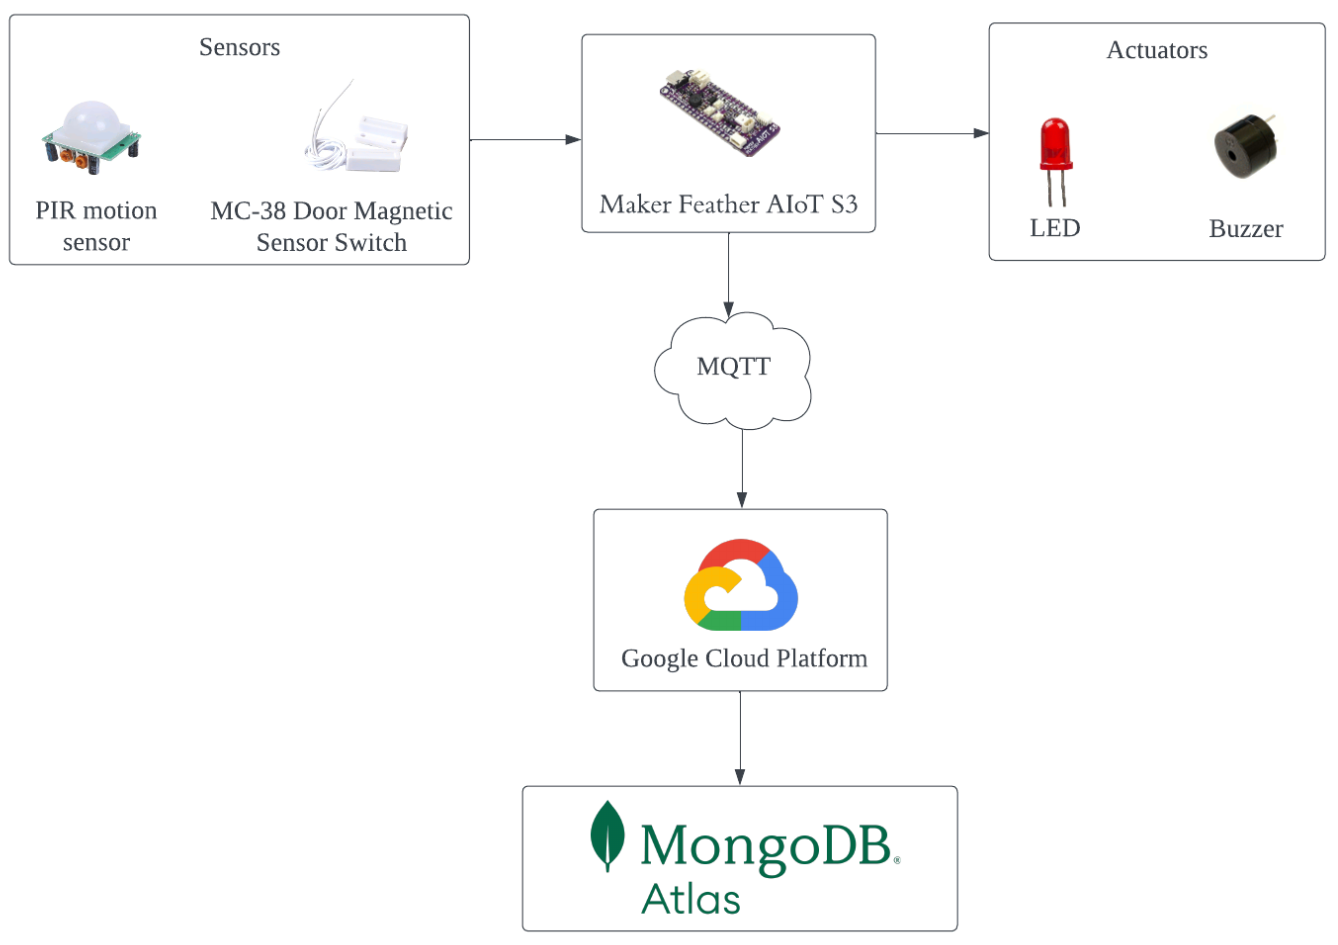 Sensors
PIR motion
sensor
MC-38 Door Magnetic
Sensor Switch
Maker Feather AIoT S3
Actuators
LED
Buzzer
MQTT
Google Cloud Platform
MongoDB®
Atlas